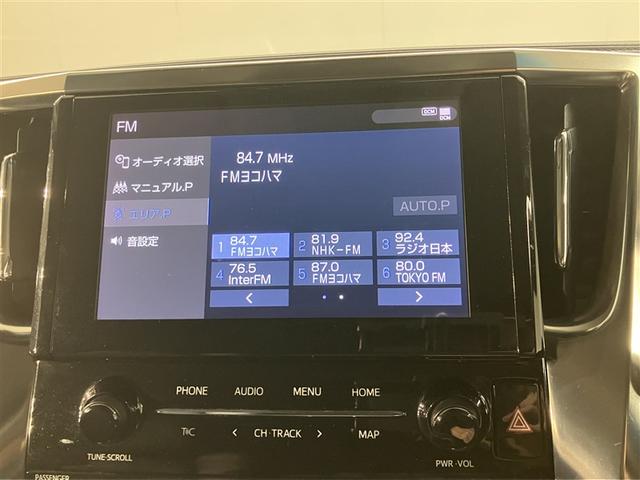 FM
DCM
DCM
オーディオ選択
マニュアル.P
エリア.P
音設定
84.7 MHz
FMヨコハマ
AUTO.P
1 84.7 FMヨコハマ
2 81.9 NHK-FM
3 92.4 ラジオ日本
4 76.5 InterFM
5 87.0 FMヨコハマ
6 80.0 TOKYO FM
< >
PHONE AUDIO MENU HOME
T:C < CH·TRACK > MAP
TUNE·SCROLL
PWR·VOL
PASSENGER